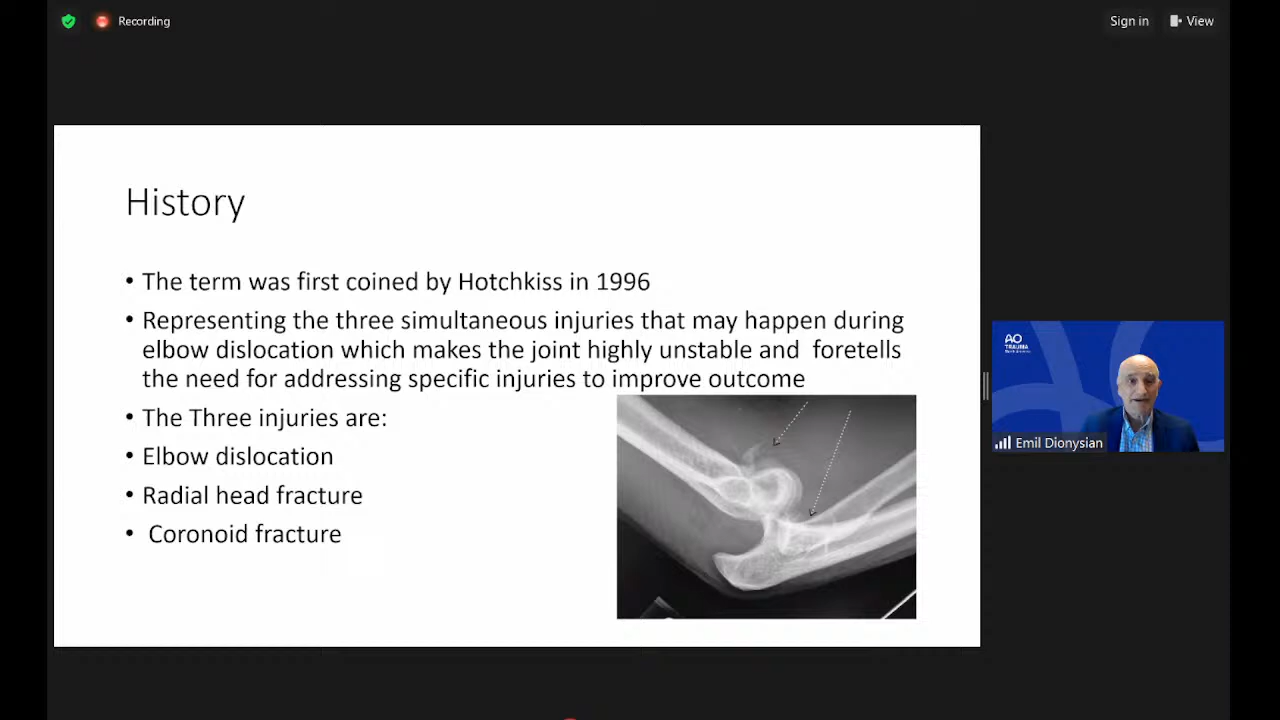 Recording
Sign in
View
History
• The term was first coined by Hotchkiss in 1996
• Representing the three simultaneous injuries that may happen during
elbow dislocation which makes the joint highly unstable and  foretells
the need for addressing specific injuries to improve outcome
• The Three injuries are:
• Elbow dislocation
• Radial head fracture
•  Coronoid fracture
AO
TRAUMA
Emil Dionysian